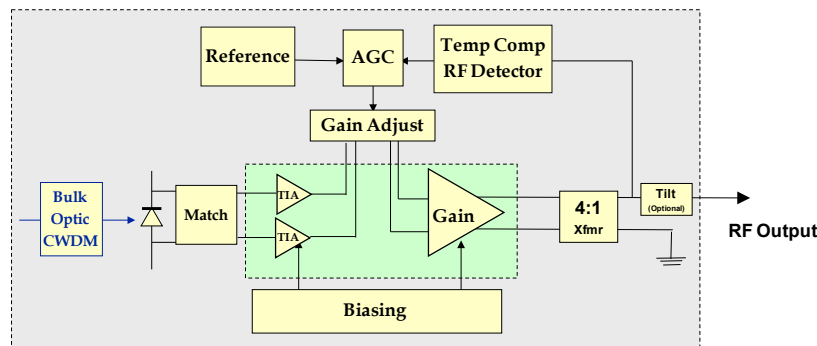 Reference
AGC
Temp Comp
RF Detector
Gain Adjust
Bulk
Optic
CWDM
Match
TIA
TIA
Gain
4:1
Xfmr
Tilt
(Optional)
RF Output
Biasing